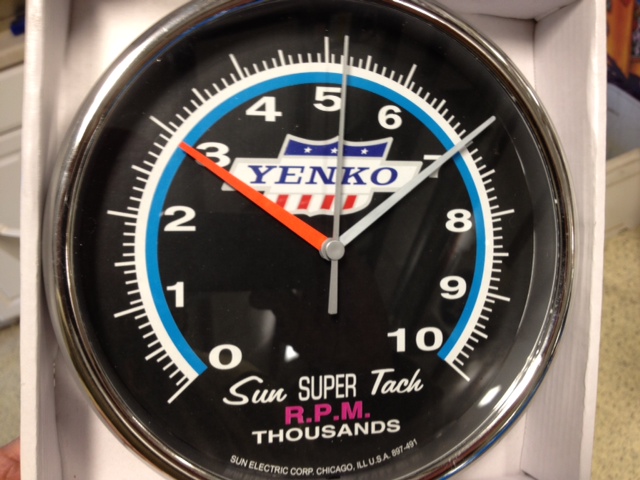 5
4
6
3
YENKO
7
2
8
1
9
0
10
Sun SUPER Tach
R.P.M.
THOUSANDS
SUN ELECTRIC CORP. CHICAGO, ILL U.S.A. 897-491